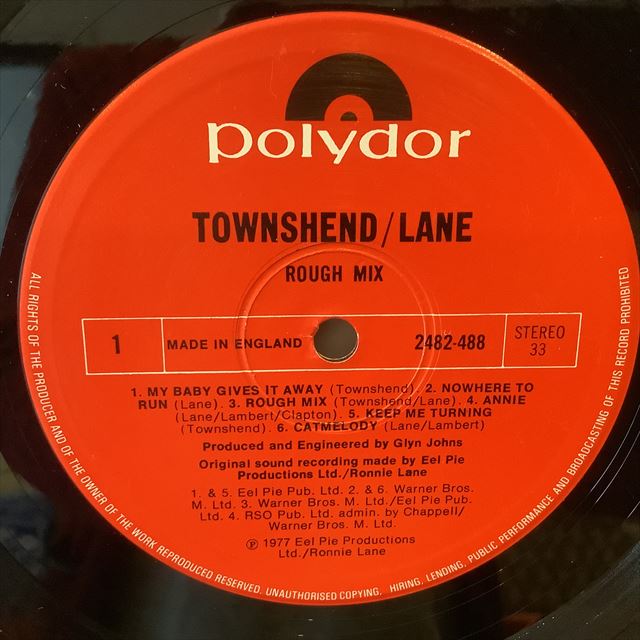 polydor
TOWNSHEND/LANE
ROUGH MIX
1
MADE IN ENGLAND
2482-488
STEREO
33
1. MY BABY GIVES IT AWAY (Townshend). 2. NOWHERE TO
RUN (Lane). 3. ROUGH MIX (Townshend/Lane). 4. ANNIE
(Lane/Lambert/Clapton). 5. KEEP ME TURNING
(Townshend). 6. CATMELODY (Lane/Lambert)
Produced and Engineered by Glyn Johns
Original sound recording made by Eel Pie
Productions Ltd./Ronnie Lane
1. & 5. Eel Pie Pub. Ltd. 2. & 6. Warner Bros.
M. Ltd. 3. Warner Bros. M. Ltd./Eel Pie Pub.
Ltd. 4. RSO Pub. Ltd. admin. by Chappell/
Warner Bros. M. Ltd.
℗ 1977 Eel Pie Productions
Ltd./Ronnie Lane
ALL RIGHTS OF THE PRODUCER AND OF THE OWNER OF THE WORK REPRODUCED RESERVED. UNAUTHORISED COPYING, HIRING, LENDING, PUBLIC PERFORMANCE AND BROADCASTING OF THIS RECORD PROHIBITED